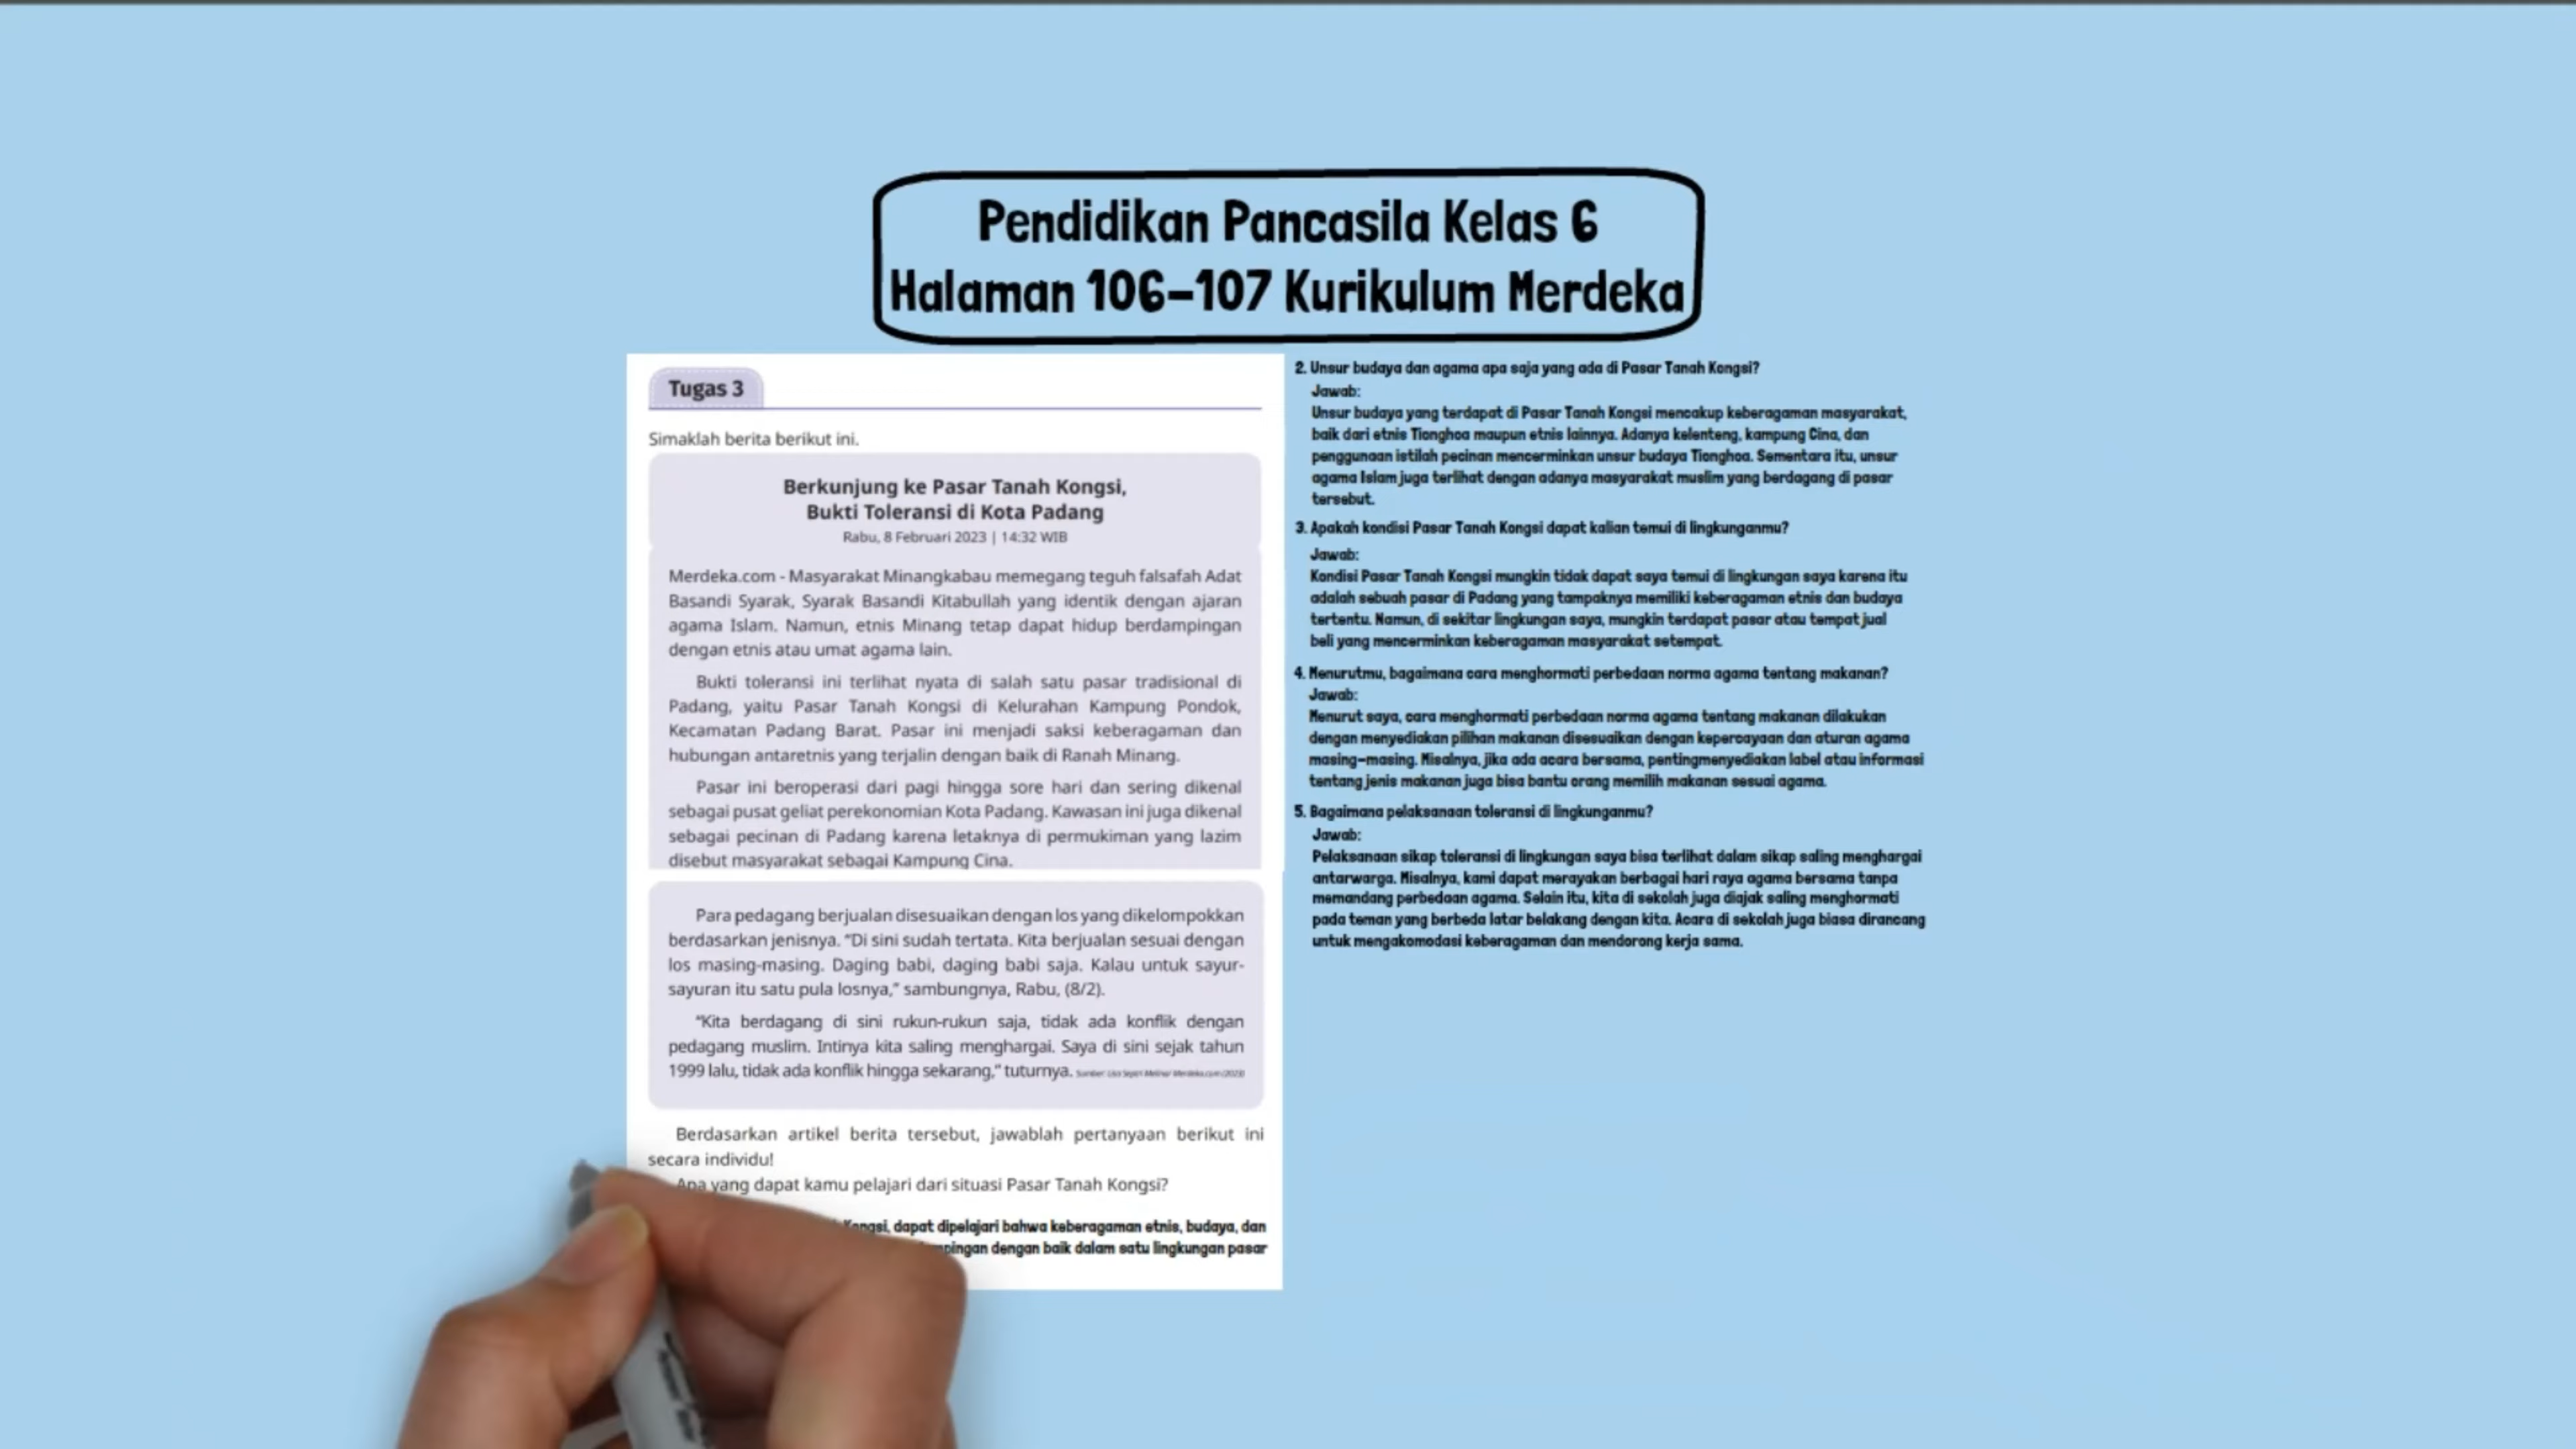 Pendidikan Pancasila Kelas 6
Halaman 106-107 Kurikulum Merdeka
Tugas 3
Simaklah berita berikut ini.
Berkunjung ke Pasar Tanah Kongsi,
Bukti Toleransi di Kota Padang
Rabu, 8 Februari 2023 | 14:32 WIB
Merdeka.com - Masyarakat Minangkabau memegang teguh falsafah Adat
Basandi Syarak, Syarak Basandi Kitabullah yang identik dengan ajaran
agama Islam. Namun, etnis Minang tetap dapat hidup berdampingan
dengan etnis atau umat agama lain.
Bukti toleransi ini terlihat nyata di salah satu pasar tradisional di
Padang, yaitu Pasar Tanah Kongsi di Kelurahan Kampung Pondok,
Kecamatan Padang Barat. Pasar ini menjadi saksi keberagaman dan
hubungan antaretnis yang terjalin dengan baik di Ranah Minang.
Pasar ini beroperasi dari pagi hingga sore hari dan sering dikenal
sebagai pusat geliat perekonomian Kota Padang. Kawasan ini juga dikenal
sebagai pecinan di Padang karena letaknya di permukiman yang lazim
disebut masyarakat sebagai Kampung Cina.
Para pedagang berjualan disesuaikan dengan los yang dikelompokkan
berdasarkan jenisnya. “Di sini sudah tertata. Kita berjualan sesuai dengan
los masing-masing. Daging babi, daging babi saja. Kalau untuk sayur-
sayuran itu satu pula losnya,” sambungnya, Rabu, (8/2).
“Kita berdagang di sini rukun-rukun saja, tidak ada konflik dengan
pedagang muslim. Intinya kita saling menghargai. Saya di sini sejak tahun
1999 lalu, tidak ada konflik hingga sekarang,” tuturnya. Sumber: Lisa Septri Melina/ Merdeka.com (2023)
Berdasarkan artikel berita tersebut, jawablah pertanyaan berikut ini
secara individu!
Apa yang dapat kamu pelajari dari situasi Pasar Tanah Kongsi?
Kongsi, dapat dipelajari bahwa keberagaman etnis, budaya, dan
dengan baik dalam satu lingkungan pasar
2. Unsur budaya dan agama apa saja yang ada di Pasar Tanah Kongsi?
Jawab:
Unsur budaya yang terdapat di Pasar Tanah Kongsi mencakup keberagaman masyarakat,
baik dari etnis Tionghoa maupun etnis lainnya. Adanya kelenteng, kampung Cina, dan
penggunaan istilah pecinan mencerminkan unsur budaya Tionghoa. Sementara itu, unsur
agama Islam juga terlihat dengan adanya masyarakat muslim yang berdagang di pasar
tersebut.
3. Apakah kondisi Pasar Tanah Kongsi dapat kalian temui di lingkunganmu?
Jawab:
Kondisi Pasar Tanah Kongsi mungkin tidak dapat saya temui di lingkungan saya karena itu
adalah sebuah pasar di Padang yang tampaknya memiliki keberagaman etnis dan budaya
tertentu. Namun, di sekitar lingkungan saya, mungkin terdapat pasar atau tempat jual
beli yang mencerminkan keberagaman masyarakat setempat.
4. Menurutmu, bagaimana cara menghormati perbedaan norma agama tentang makanan?
Jawab:
Menurut saya, cara menghormati perbedaan norma agama tentang makanan dilakukan
dengan menyediakan pilihan makanan disesuaikan dengan kepercayaan dan aturan agama
masing-masing. Misalnya, jika ada acara bersama, pentingmenyediakan label atau informasi
tentang jenis makanan juga bisa bantu orang memilih makanan sesuai agama.
5. Bagaimana pelaksanaan toleransi di lingkunganmu?
Jawab:
Pelaksanaan sikap toleransi di lingkungan saya bisa terlihat dalam sikap saling menghargai
antarwarga. Misalnya, kami dapat merayakan berbagai hari raya agama bersama tanpa
memandang perbedaan agama. Selain itu, kita di sekolah juga diajak saling menghormati
pada teman yang berbeda latar belakang dengan kita. Acara di sekolah juga biasa dirancang
untuk mengakomodasi keberagaman dan mendorong kerja sama.